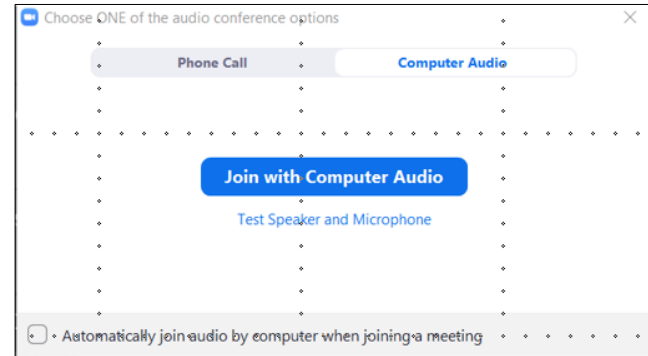 Choose ONE of the audio conference options
Phone Call Computer Audio
Join with Computer Audio
Test Speaker and Microphone
Automatically join audio by computer when joining a meeting